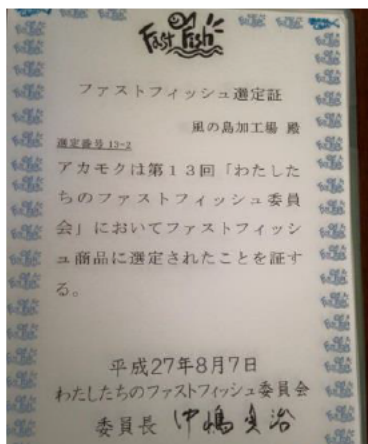 Fast Fish
ファストフィッシュ選定証
風の島加工場 殿
選定番号 13-2
アカモクは第13回「わたした
ちのファストフィッシュ委員
会」においてファストフィッシ
ュ商品に選定されたことを証す
る。
平成27年8月7日
わたしたちのファストフィッシュ委員会
委員長 中嶋